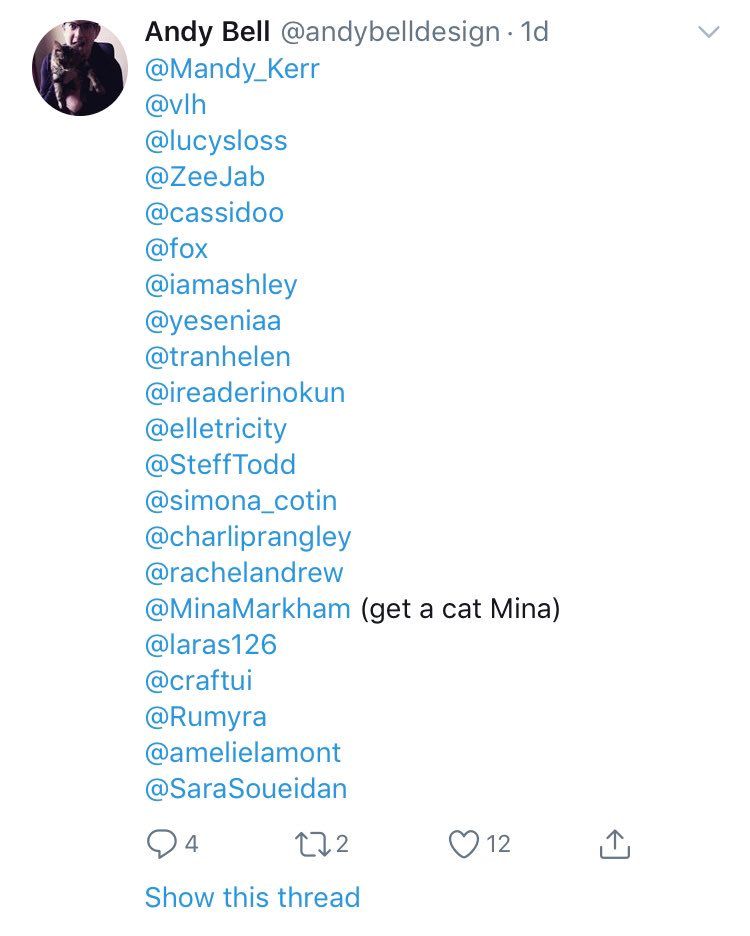 Andy Bell @andybelldesign · 1d
@Mandy_Kerr
@vlh
@lucysloss
@ZeeJab
@cassidoo
@fox
@iamashley
@yeseniaa
@tranhelen
@ireaderinokun
@elletricity
@SteffTodd
@simona_cotin
@charliprangley
@rachelandrew
@MinaMarkham (get a cat Mina)
@laras126
@craftui
@Rumyra
@amelielamont
@SaraSoueidan
4 2 12
Show this thread